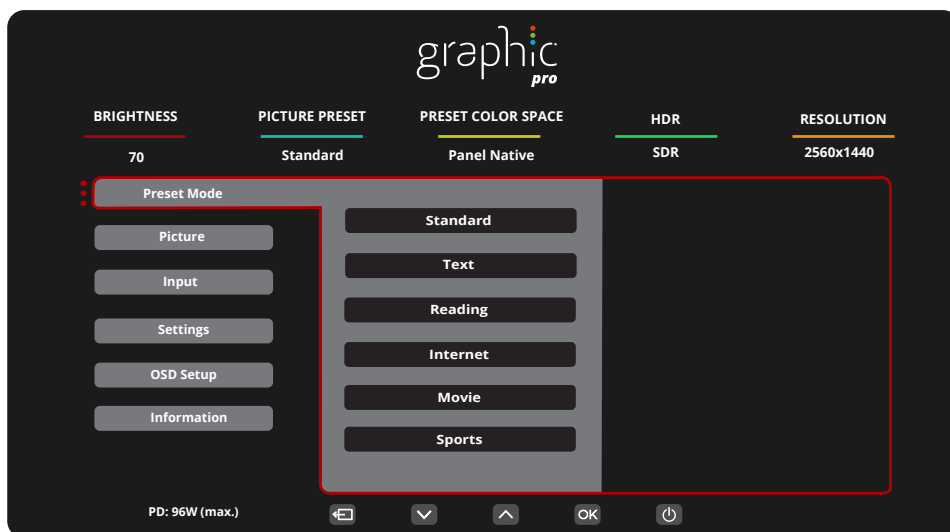 graphic
pro
BRIGHTNESS PICTURE PRESET PRESET COLOR SPACE HDR RESOLUTION
70 Standard Panel Native SDR 2560x1440
Preset Mode
Picture
Input
Settings
OSD Setup
Information
Standard
Text
Reading
Internet
Movie
Sports
PD: 96W (max.) OK